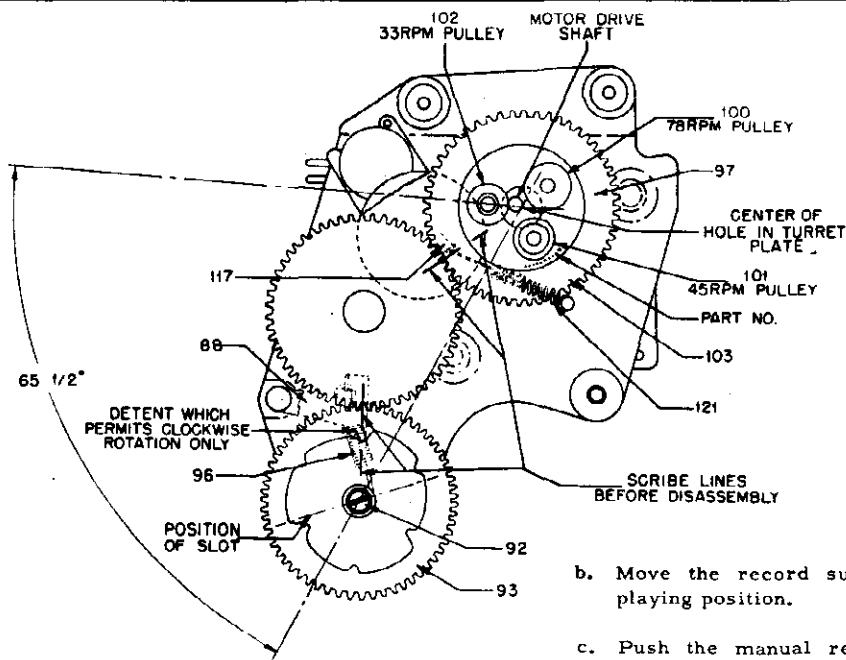 102
33RPM PULLEY
MOTOR DRIVE
SHAFT
100
78RPM PULLEY
97
CENTER OF
HOLE IN TURRET
PLATE
117
101
45RPM PULLEY
PART NO.
103
88
65 1/2°
121
DETENT WHICH
PERMITS CLOCKWISE
ROTATION ONLY
96
SCRIBE LINES
BEFORE DISASSEMBLY
POSITION
OF SLOT
92
93
b. Move the record su
playing position.
c. Push the manual re